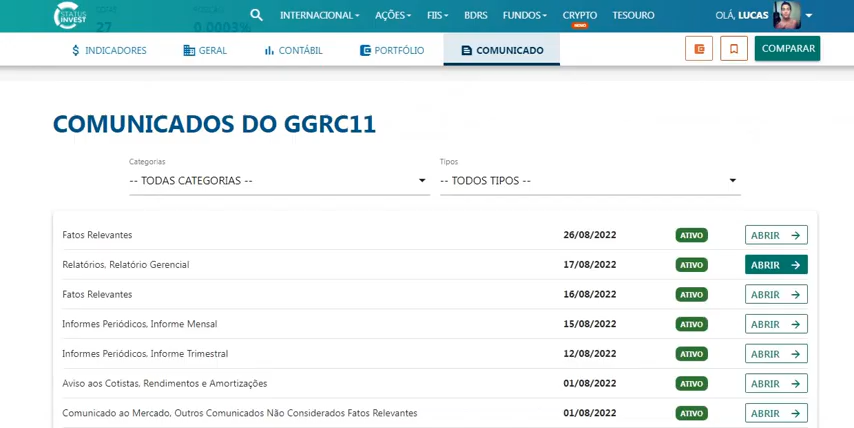 STATUS
INVEST
27
0.0003%
INTERNACIONAL
AÇÕES
FIIS
BDRS
FUNDOS
CRYPTO
NEW
TESOURO
OLÁ, LUCAS
INDICADORES
GERAL
CONTÁBIL
PORTFÓLIO
COMUNICADO
COMPARAR
COMUNICADOS DO GGRC11
Categorias
Tipos
-- TODAS CATEGORIAS --
-- TODOS TIPOS --
Fatos Relevantes 26/08/2022 ATIVO ABRIR
Relatórios, Relatório Gerencial 17/08/2022 ATIVO ABRIR
Fatos Relevantes 16/08/2022 ATIVO ABRIR
Informes Periódicos, Informe Mensal 15/08/2022 ATIVO ABRIR
Informes Periódicos, Informe Trimestral 12/08/2022 ATIVO ABRIR
Aviso aos Cotistas, Rendimentos e Amortizações 01/08/2022 ATIVO ABRIR
Comunicado ao Mercado, Outros Comunicados Não Considerados Fatos Relevantes 01/08/2022 ATIVO ABRIR